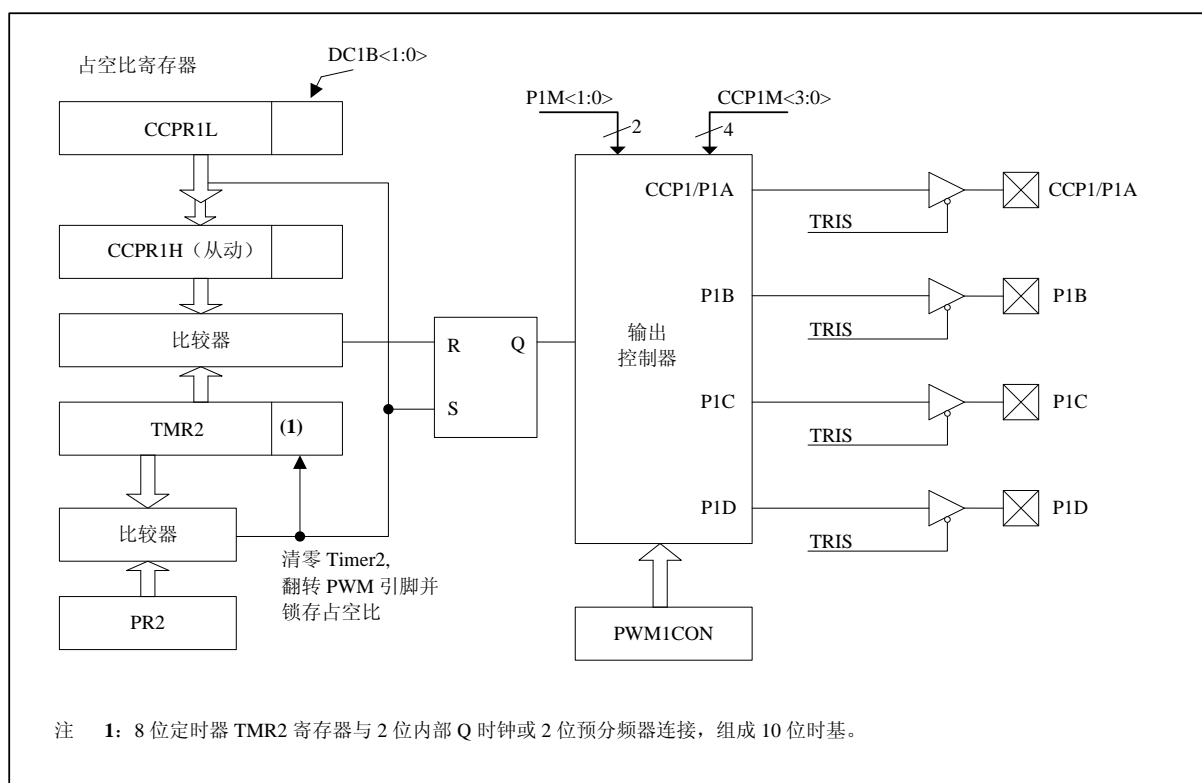 占空比寄存器
DC1B<1:0>
CCPR1L
P1M<1:0>
CCP1M<3:0>
2
4
CCPR1H（从动）
比较器
TMR2
(1)
比较器
PR2
清零 Timer2,
翻转 PWM 引脚并
锁存占空比
R
Q
S
输出
控制器
CCP1/P1A
P1B
P1C
P1D
PWM1CON
TRIS
CCP1/P1A
TRIS
P1B
TRIS
P1C
TRIS
P1D
注 1: 8 位定时器 TMR2 寄存器与 2 位内部 Q 时钟或 2 位预分频器连接，组成 10 位时基。